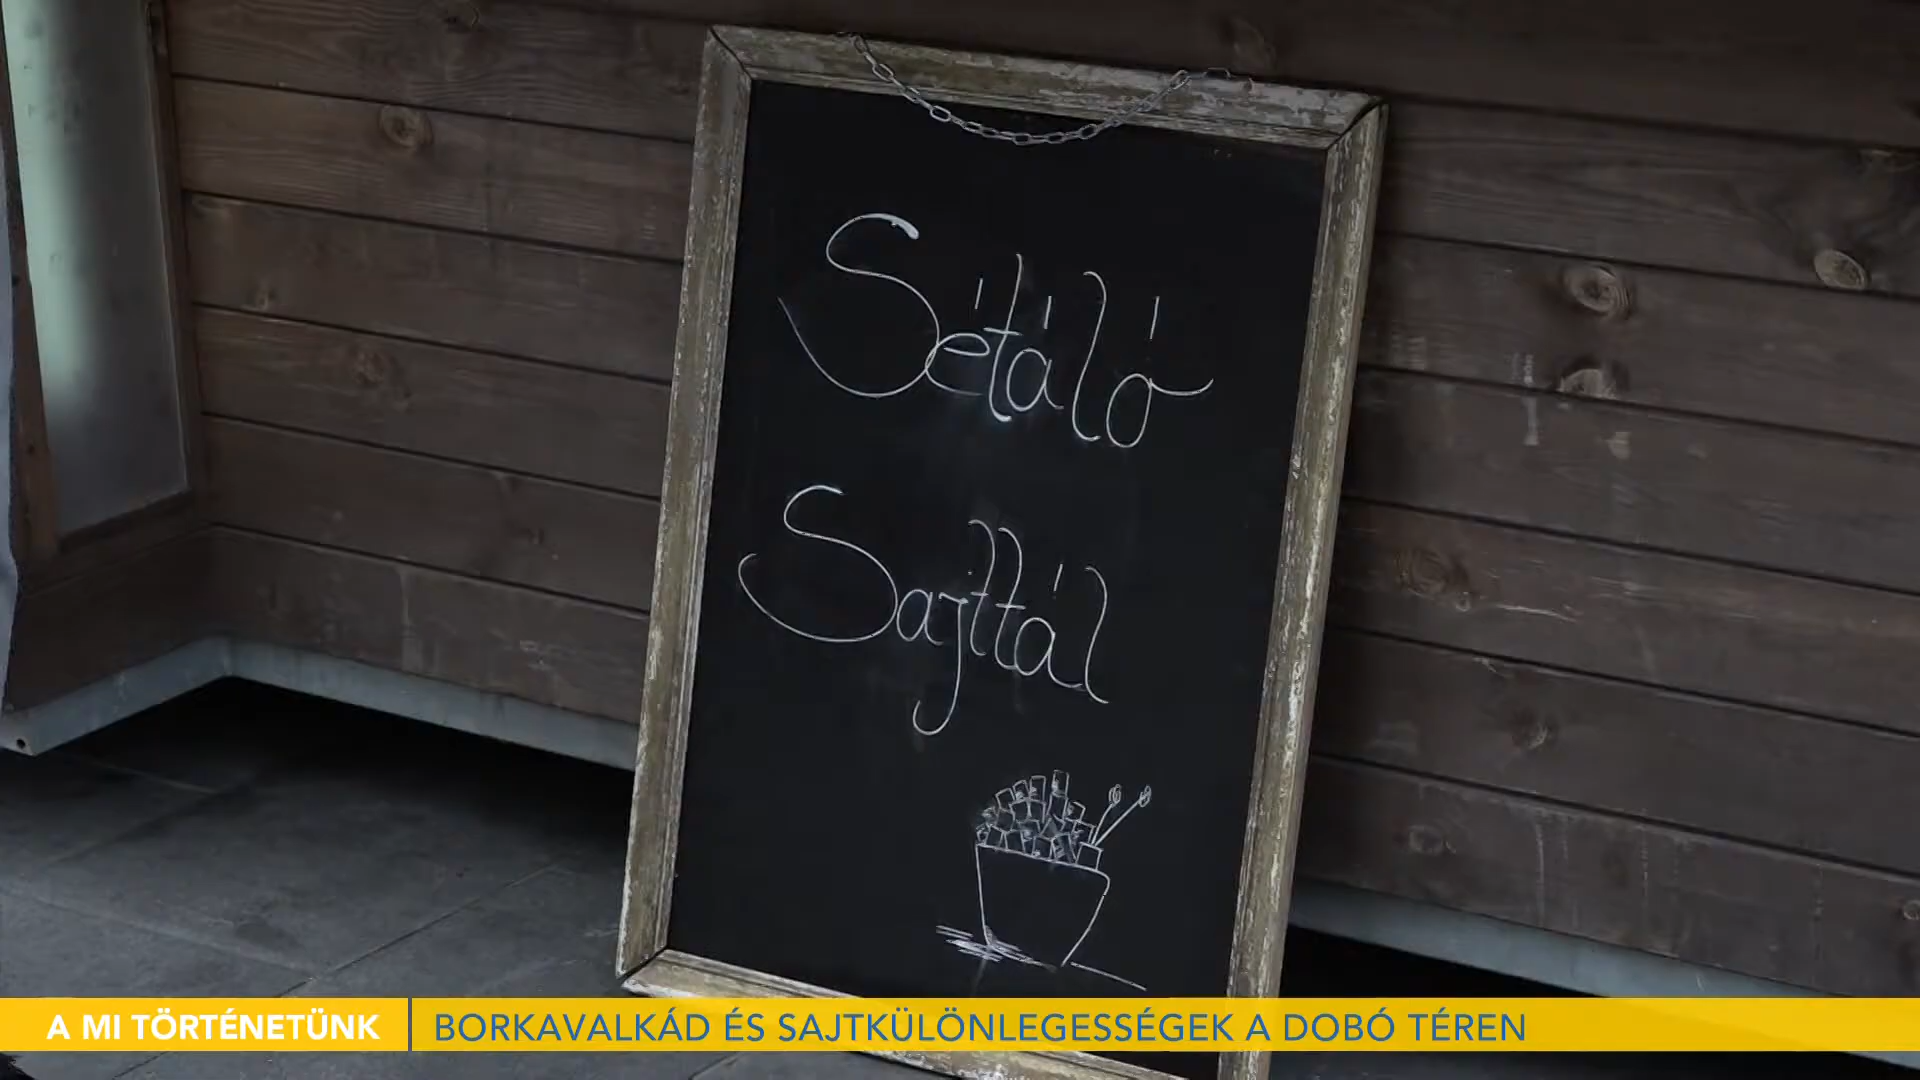 Sétáló
Sajttál
A MI TÖRTÉNETÜNK
BORKAVALKÁD ÉS SAJTKÜLÖNLEGESSÉGEK A DOBÓ TÉREN